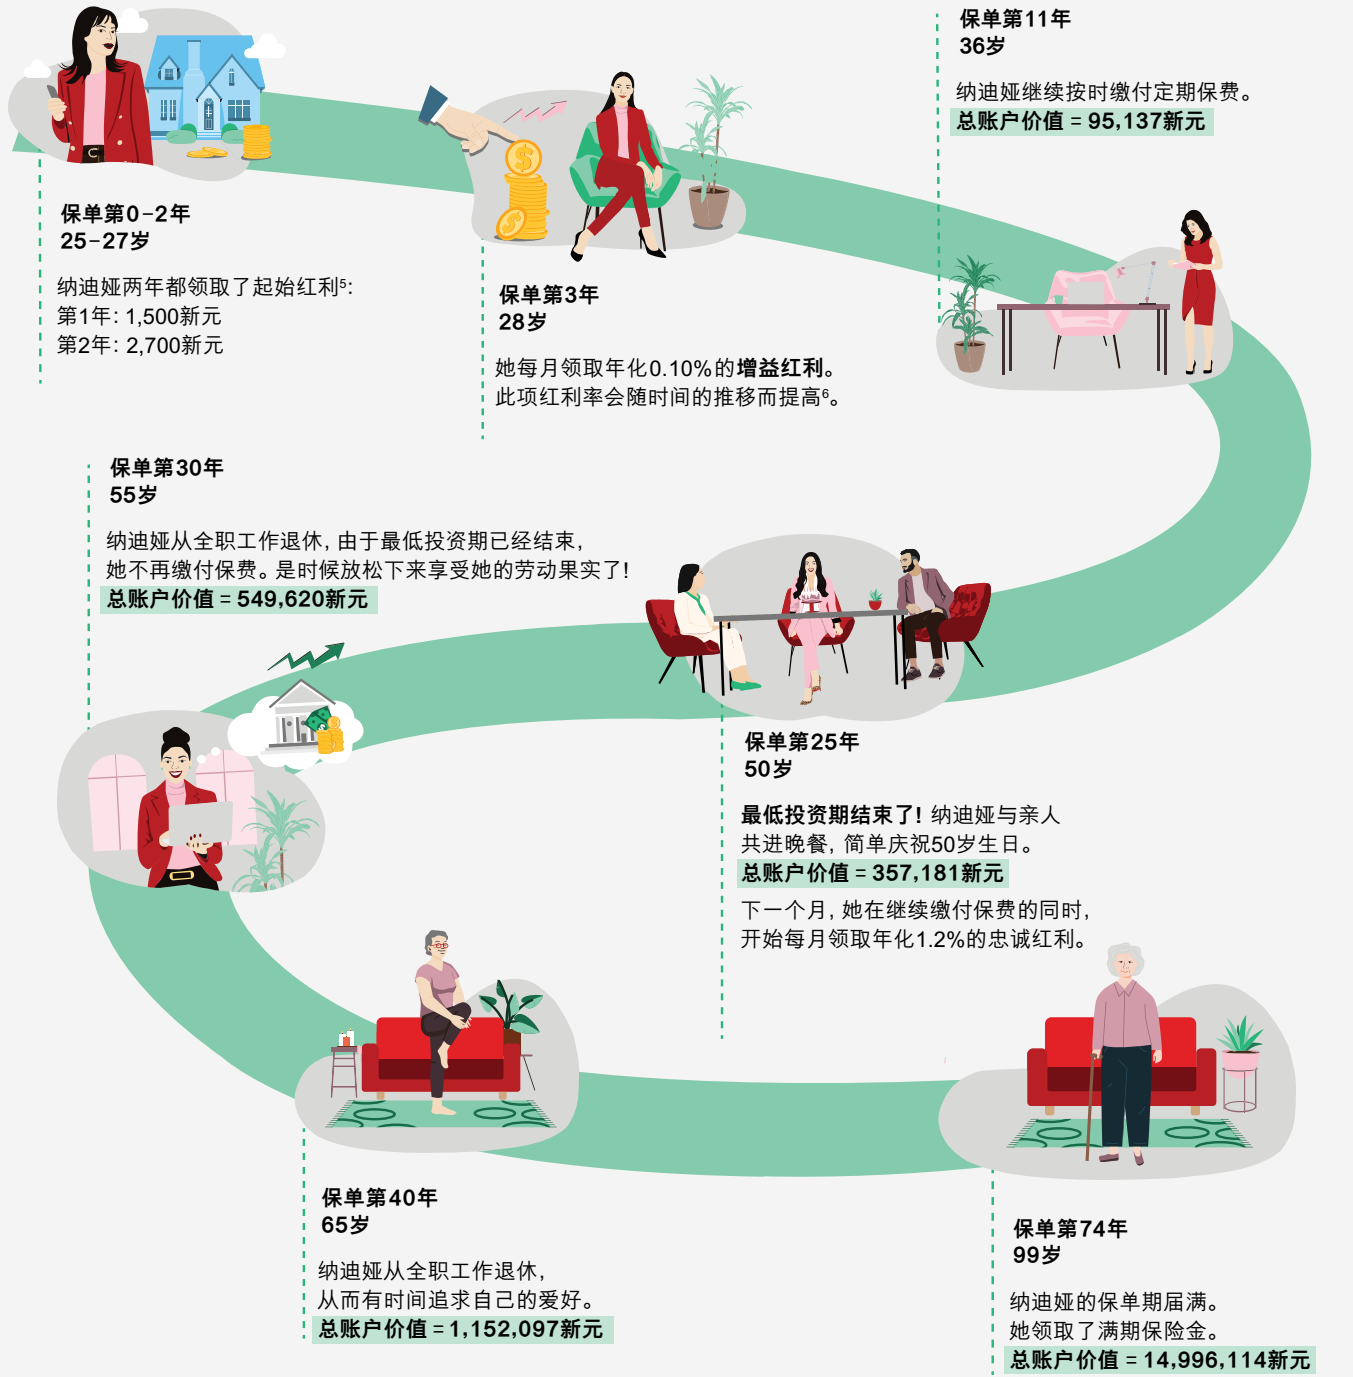 保单第0-2年
25-27岁
纳迪娅两年都领取了起始红利⁵:
第1年: 1,500新元
第2年: 2,700新元
保单第3年
28岁
她每月领取年化0.10%的增益红利。
此项红利率会随时间的推移而提高⁶。
保单第11年
36岁
纳迪娅继续按时缴付定期保费。
总账户价值 = 95,137新元
保单第25年
50岁
最低投资期结束了! 纳迪娅与亲人
共进晚餐, 简单庆祝50岁生日。
总账户价值 = 357,181新元
下一个月, 她在继续缴付保费的同时,
开始每月领取年化1.2%的忠诚红利。
保单第30年
55岁
纳迪娅从全职工作退休, 由于最低投资期已经结束,
她不再缴付保费。是时候放松下来享受她的劳动果实了!
总账户价值 = 549,620新元
保单第40年
65岁
纳迪娅从全职工作退休,
从而有时间追求自己的爱好。
总账户价值 = 1,152,097新元
保单第74年
99岁
纳迪娅的保单期届满。
她领取了满期保险金。
总账户价值 = 14,996,114新元